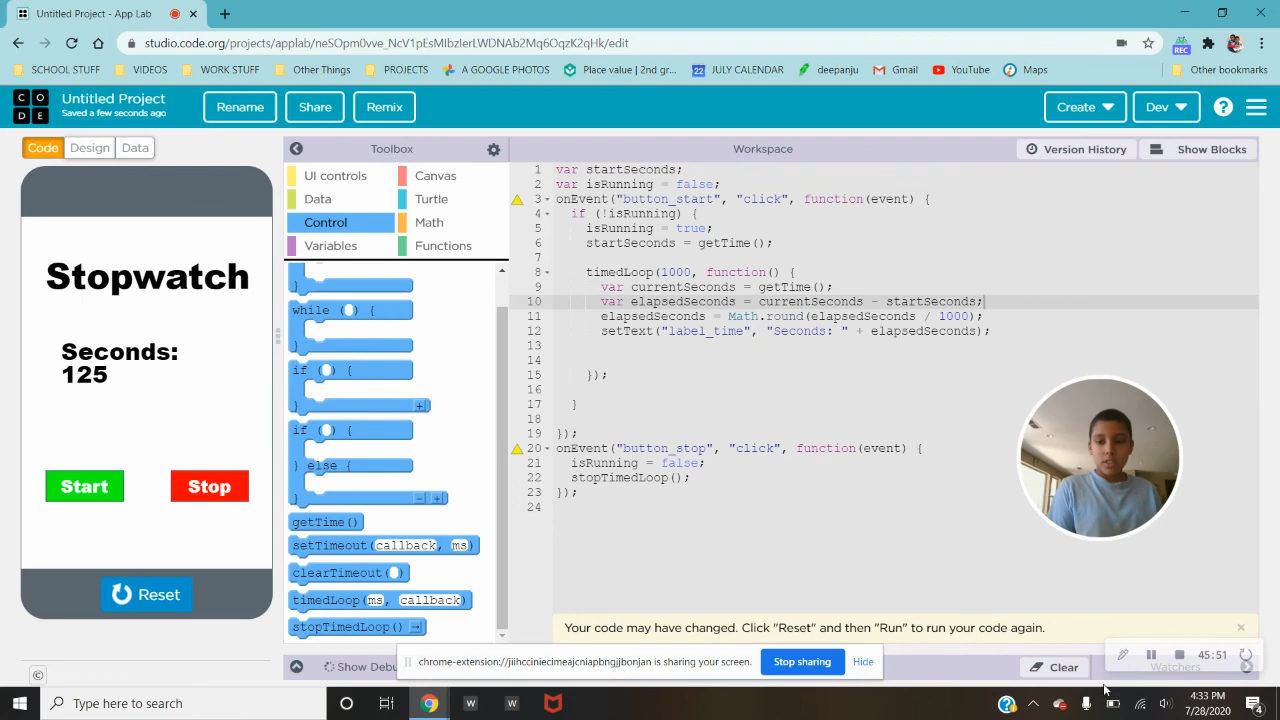 Untitled Project - App Lab
studio.code.org/projects/applab/neSOpm0vve_NcV1pEsMIbzIerLWDNAb2Mq6OqzK2qHk/edit
REC
SCHOOL STUFF VIDEOS WORK STUFF Other Things PROJECTS A GOOGLE PHOTOS Place value | 2nd gr... 22 JULY CALENDAR deepanju Gmail YouTube Maps Other bookmarks
CODE
Untitled Project
Saved a few seconds ago
Rename Share Remix Create Dev ?
Code Design Data Toolbox Workspace Version History Show Blocks
UI controls Canvas
Data Turtle
Control Math
Variables Functions
}
while ( ) {
}
if ( ) {
} +
if ( ) {
} else {
} - +
getTime()
setTimeout(callback, ms)
clearTimeout( )
timedLoop(ms, callback)
stopTimedLoop()
Stopwatch
Seconds:
125
Start Stop
Reset
1 var startSeconds;
2 var isRunning = false;
3 onEvent("button_start", "click", function(event) {
4 if (!isRunning) {
5 isRunning = true;
6 startSeconds = getTime();
7
8 timedLoop(1000, function() {
9 var currentSeconds = getTime();
10 var elapsedSeconds = currentSeconds - startSeconds;
11 elapsedSeconds = Math.round(elapsedSeconds / 1000);
12 setText("label_time", "Seconds: " + elapsedSeconds);
13
14
15 });
16
17 }
18
19 });
20 onEvent("button_stop", "click", function(event) {
21 isRunning = false;
22 stopTimedLoop();
23 });
24
Your code may have changed. Click "Reset" and then "Run" to run your code again.
©
Show Debu
chrome-extension://jiihcciniecimeajcniapbngjjbonjan is sharing your screen. Stop sharing Hide
Clear Watchers
45:51
Type here to search
W W
4:33 PM
7/28/2020
4